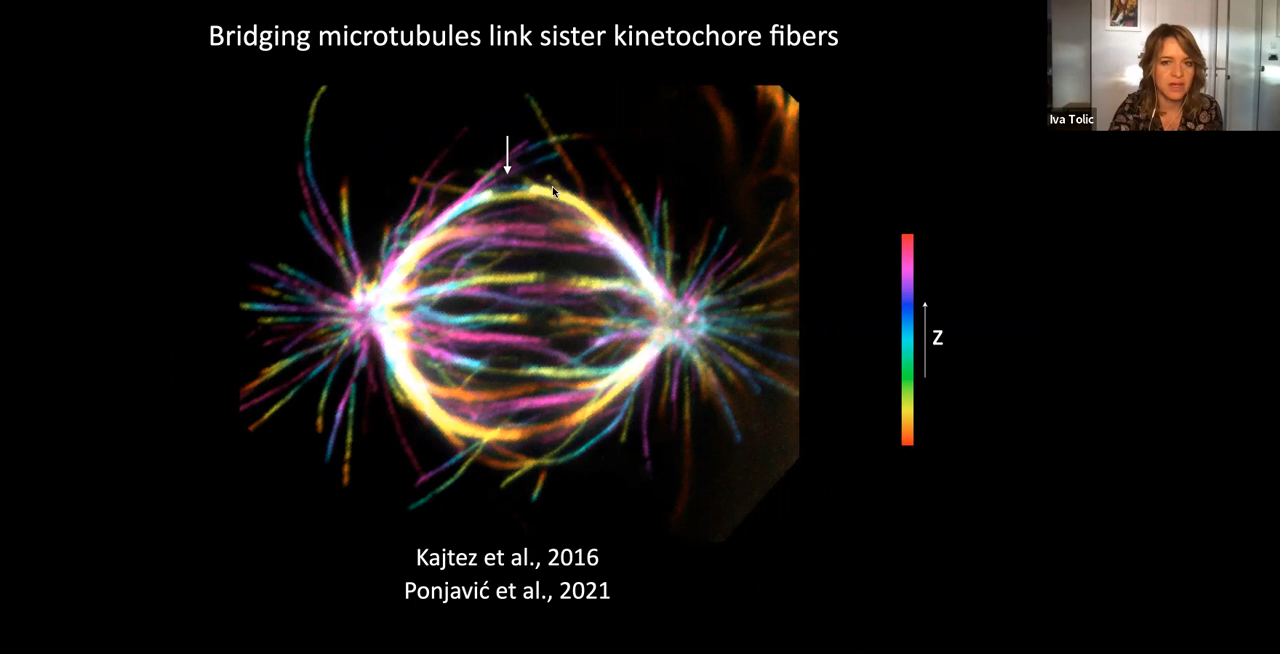 Bridging microtubules link sister kinetochore fibers
Iva Tolic
Z
Kajtez et al., 2016
Ponjavić et al., 2021